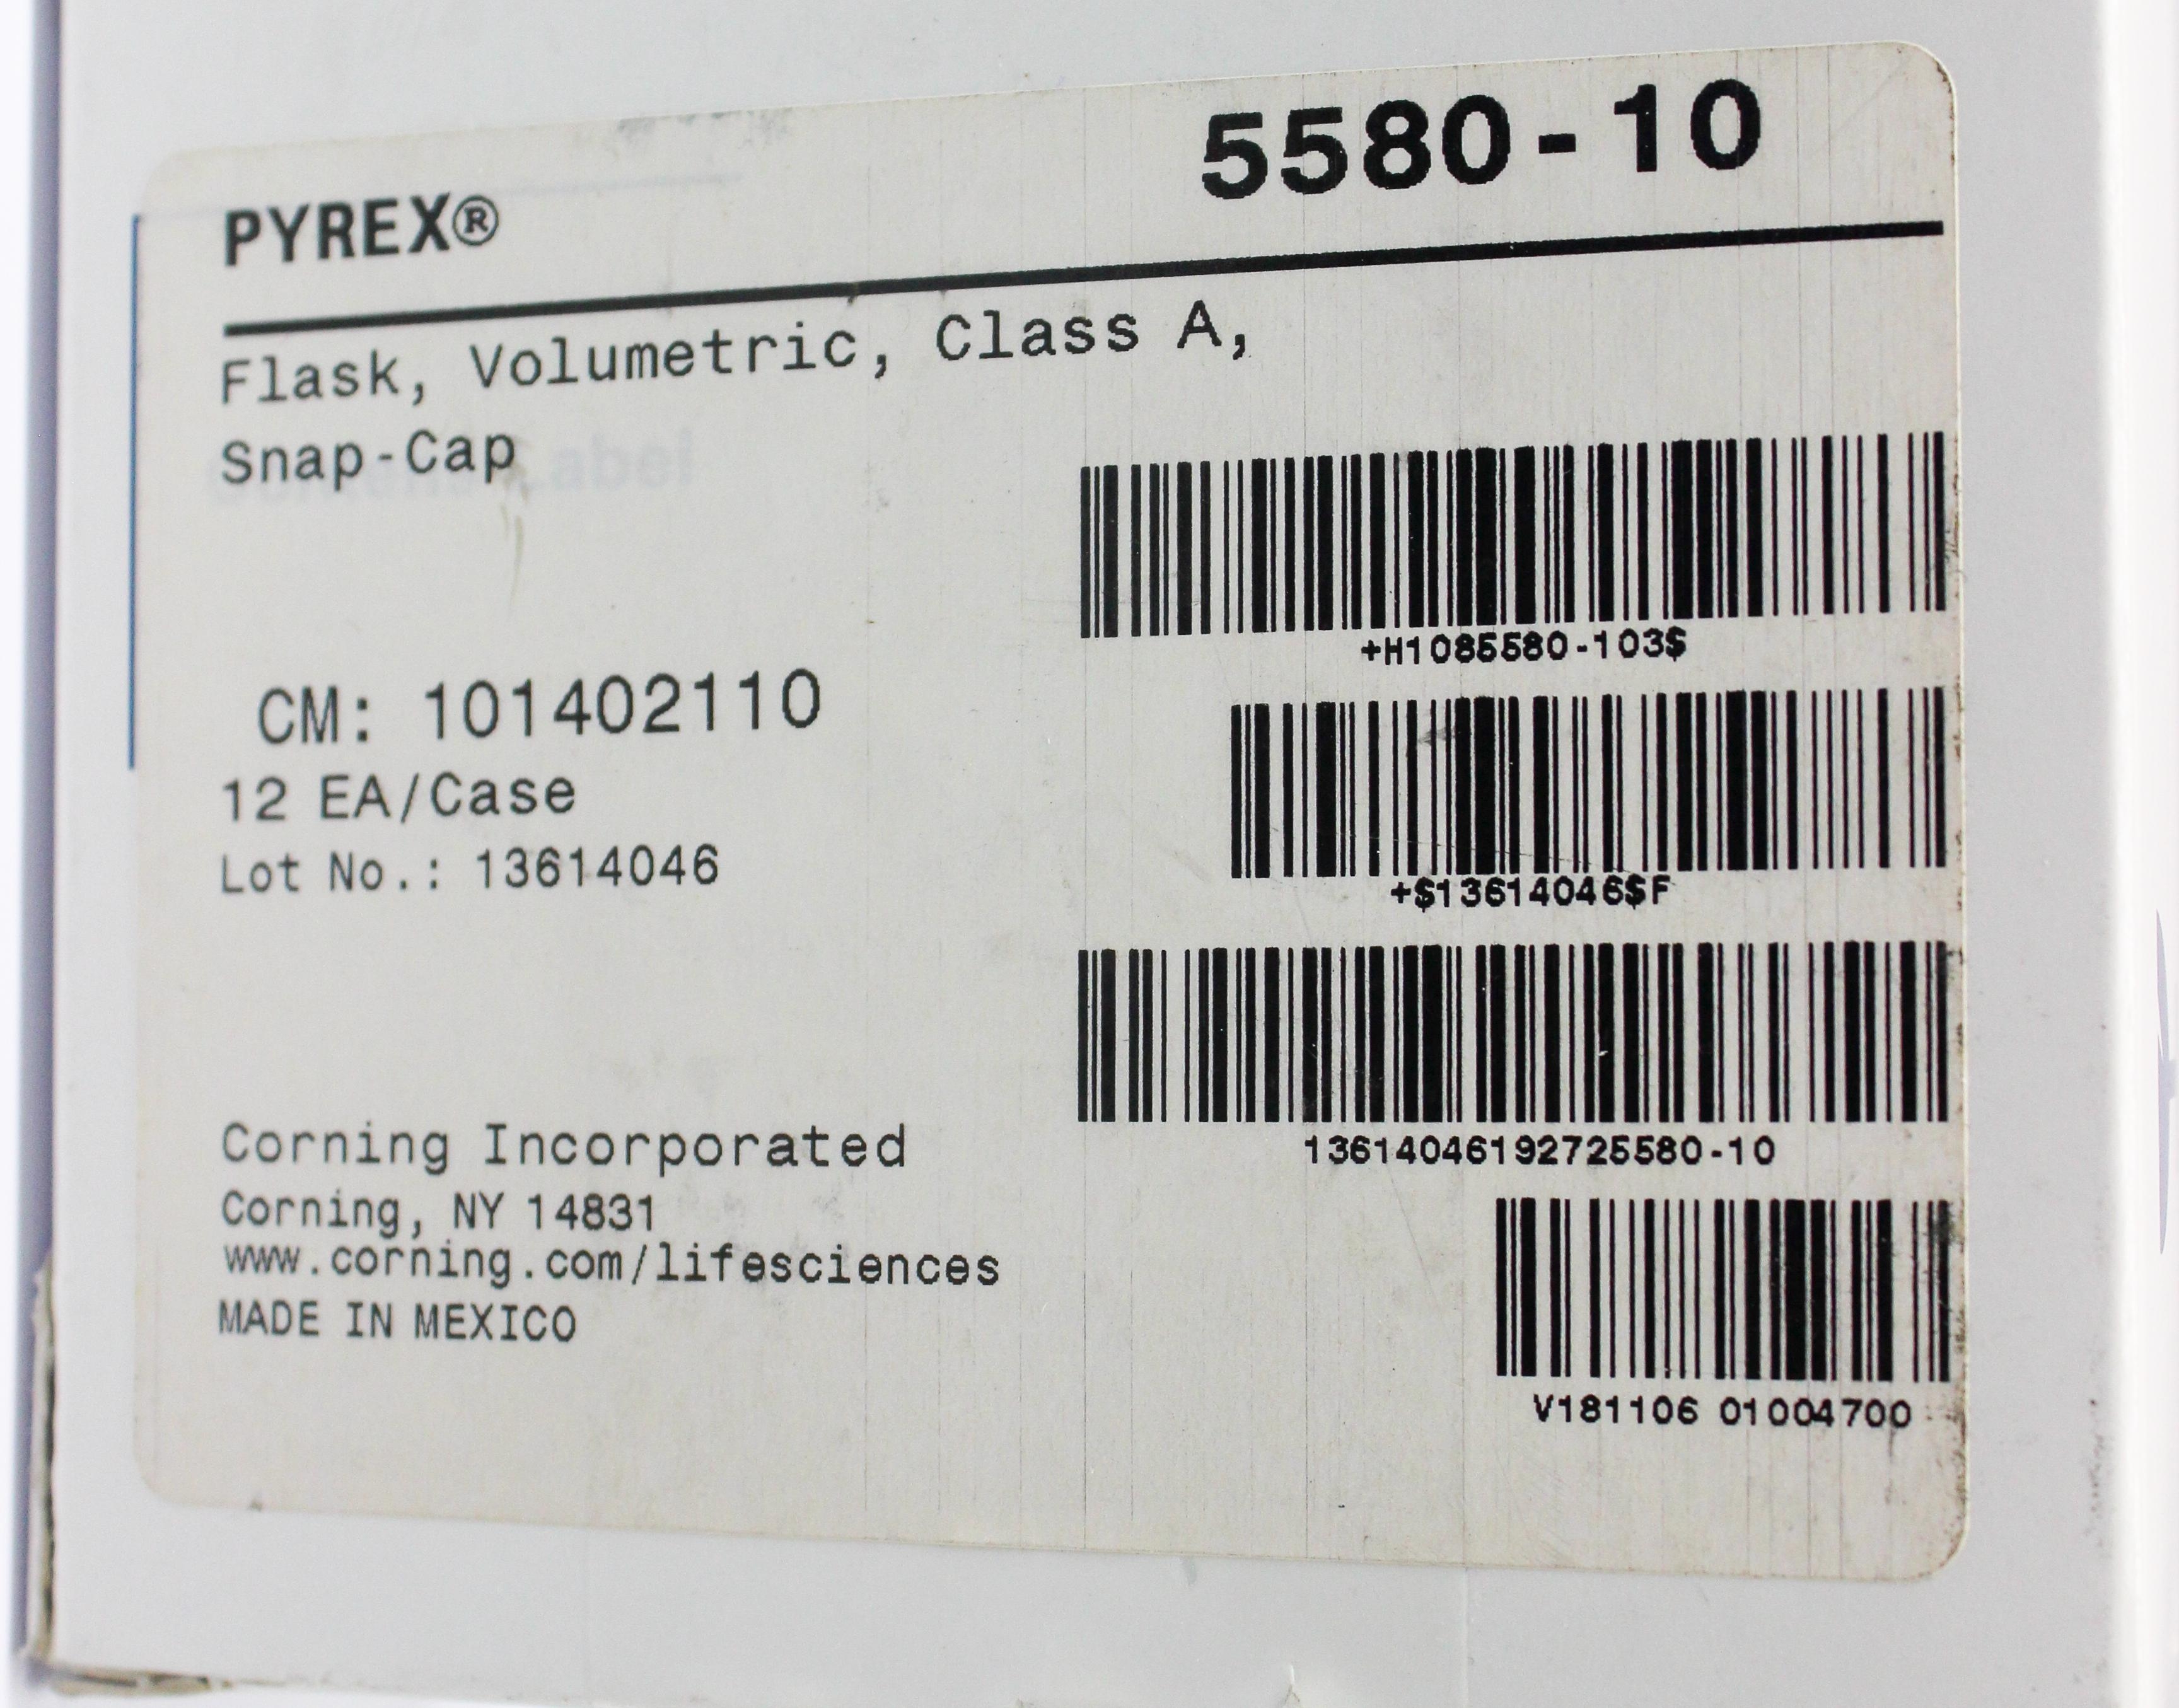 5580-10
PYREX®
Flask, Volumetric, Class A,
Snap-Cap
+H1085580-103$
CM: 101402110
12 EA/Case
Lot No.: 13614046
+$13614046$F
Corning Incorporated
13614046192725580-10
Corning, NY 14831
www.corning.com/lifesciences
MADE IN MEXICO
V181106 01004700